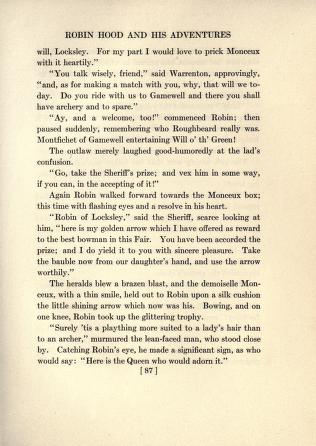 ROBIN HOOD AND HIS ADVENTURES
will, Locksley. For my part I would love to prick Monceux
with it heartily."
"You talk wisely, friend," said Warrenton, approvingly,
"and, as for making a match with you, why, that will we to-
day. Do you ride with us to Gamewell and there you shall
have archery and to spare."
"Ay, and a welcome, too!" commenced Robin; then
paused suddenly, remembering who Roughbeard really was.
Montfichet of Gamewell entertaining Will o' th' Green!
The outlaw merely laughed good-humoredly at the lad's
confusion.
"Go, take the Sheriff's prize; and vex him in some way,
if you can, in the accepting of it!"
Again Robin walked forward towards the Monceux box;
this time with flashing eyes and a resolve in his heart.
"Robin of Locksley," said the Sheriff, scarce looking at
him, "here is my golden arrow which I have offered as reward
to the best bowman in this Fair. You have been accorded the
prize; and I do yield it to you with sincere pleasure. Take
the bauble now from our daughter's hand, and use the arrow
worthily."
The heralds blew a brazen blast, and the demoiselle Mon-
ceux, with a thin smile, held out to Robin upon a silk cushion
the little shining arrow which now was his. Bowing, and on
one knee, Robin took up the glittering trophy.
"Surely 'tis a plaything more suited to a lady's hair than
to an archer," murmured the lean-faced man, who stood close
by. Catching Robin's eye, he made a significant sign, as who
would say: "Here is the Queen who would adorn it."
[ 87 ]